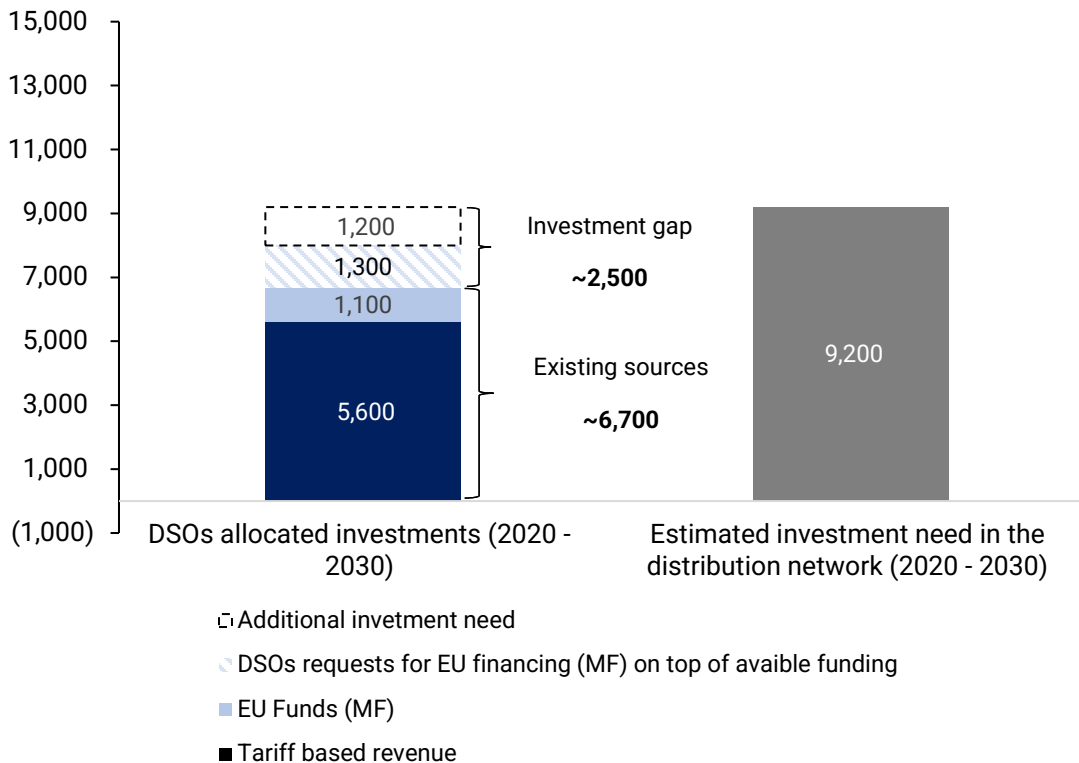 15,000
13,000
11,000
9,000
7,000
5,000
3,000
1,000
(1,000)
1,200
1,300
1,100
5,600
Investment gap
~2,500
Existing sources
~6,700
9,200
DSOs allocated investments (2020 -
2030)
Estimated investment need in the
distribution network (2020 - 2030)
Additional invetment need
DSOs requests for EU financing (MF) on top of avaible funding
EU Funds (MF)
Tariff based revenue